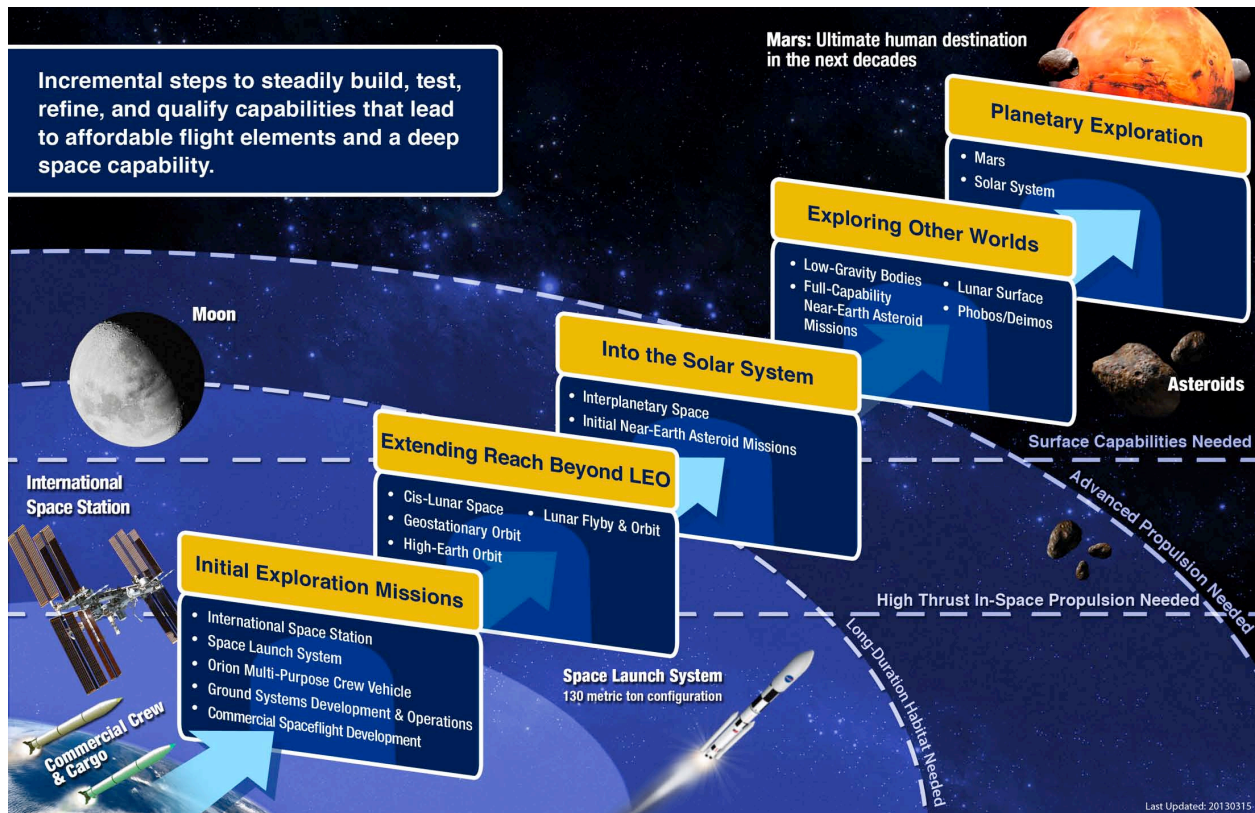 Incremental steps to steadily build, test,
refine, and qualify capabilities that lead
to affordable flight elements and a deep
space capability.
Mars: Ultimate human destination
in the next decades
Planetary Exploration
• Mars
• Solar System
Exploring Other Worlds
• Low-Gravity Bodies
• Full-Capability
Near-Earth Asteroid
Missions
• Lunar Surface
• Phobos/Deimos
Moon
Into the Solar System
• Interplanetary Space
• Initial Near-Earth Asteroid Missions
Asteroids
Surface Capabilities Needed
Extending Reach Beyond LEO
• Cis-Lunar Space
• Geostationary Orbit
• High-Earth Orbit
• Lunar Flyby & Orbit
International
Space Station
Advanced Propulsion Needed
High Thrust In-Space Propulsion Needed
Initial Exploration Missions
• International Space Station
• Space Launch System
• Orion Multi-Purpose Crew Vehicle
• Ground Systems Development & Operations
• Commercial Spaceflight Development
Long-Duration Habitat Needed
Space Launch System
130 metric ton configuration
Commercial Crew
& Cargo
Last Updated: 20130315